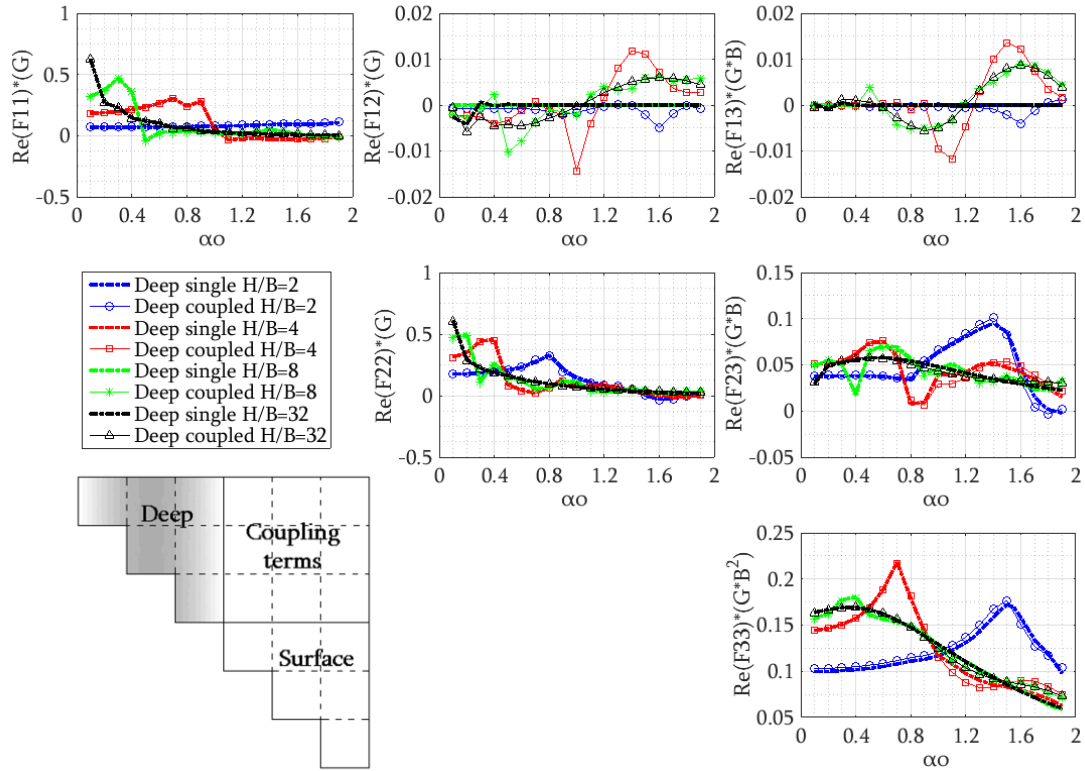 Re(F11)*(G)
1
0.5
0
-0.5
0 0.4 0.8 1.2 1.6 2
αo
Re(F12)*(G)
0.02
0.01
0
-0.01
0.02
0 0.4 0.8 1.2 1.6 2
αo
Re(F13)*(G*B)
0.02
0.01
0
-0.01
0.02
0 0.4 0.8 1.2 1.6 2
αo
Deep single H/B=2
Deep coupled H/B=2
Deep single H/B=4
Deep coupled H/B=4
Deep single H/B=8
Deep coupled H/B=8
Deep single H/B=32
Deep coupled H/B=32
Re(F22)*(G)
1
0.5
0
-0.5
0 0.4 0.8 1.2 1.6 2
αo
Re(F23)*(G*B)
0.15
0.1
0.05
0
0.05
0 0.4 0.8 1.2 1.6 2
αo
Deep
Coupling
terms
Surface
Re(F33)*(G*B²)
0.25
0.2
0.15
0.1
0.05
0 0.4 0.8 1.2 1.6 2
αo